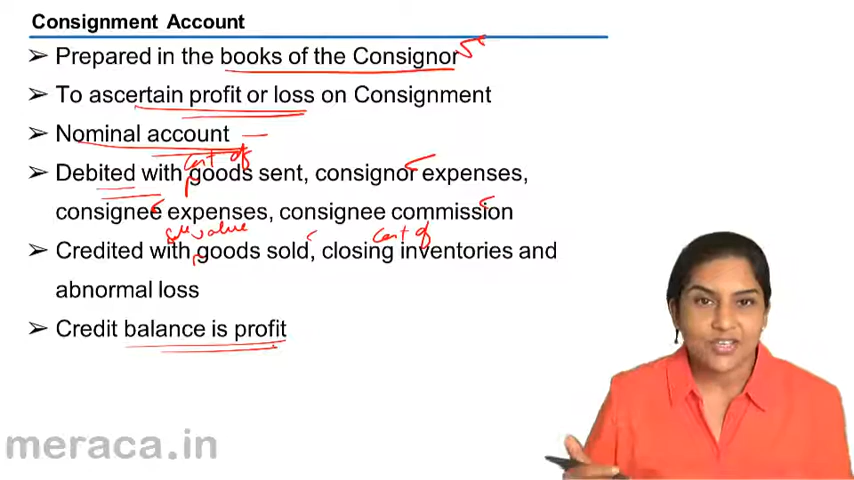 Consignment Account
➢ Prepared in the books of the Consignor
➢ To ascertain profit or loss on Consignment
➢ Nominal account
cost of
➢ Debited with goods sent, consignor expenses,
consignee expenses, consignee commission
sale value cost of
➢ Credited with goods sold, closing inventories and
abnormal loss
➢ Credit balance is profit
meraca.in